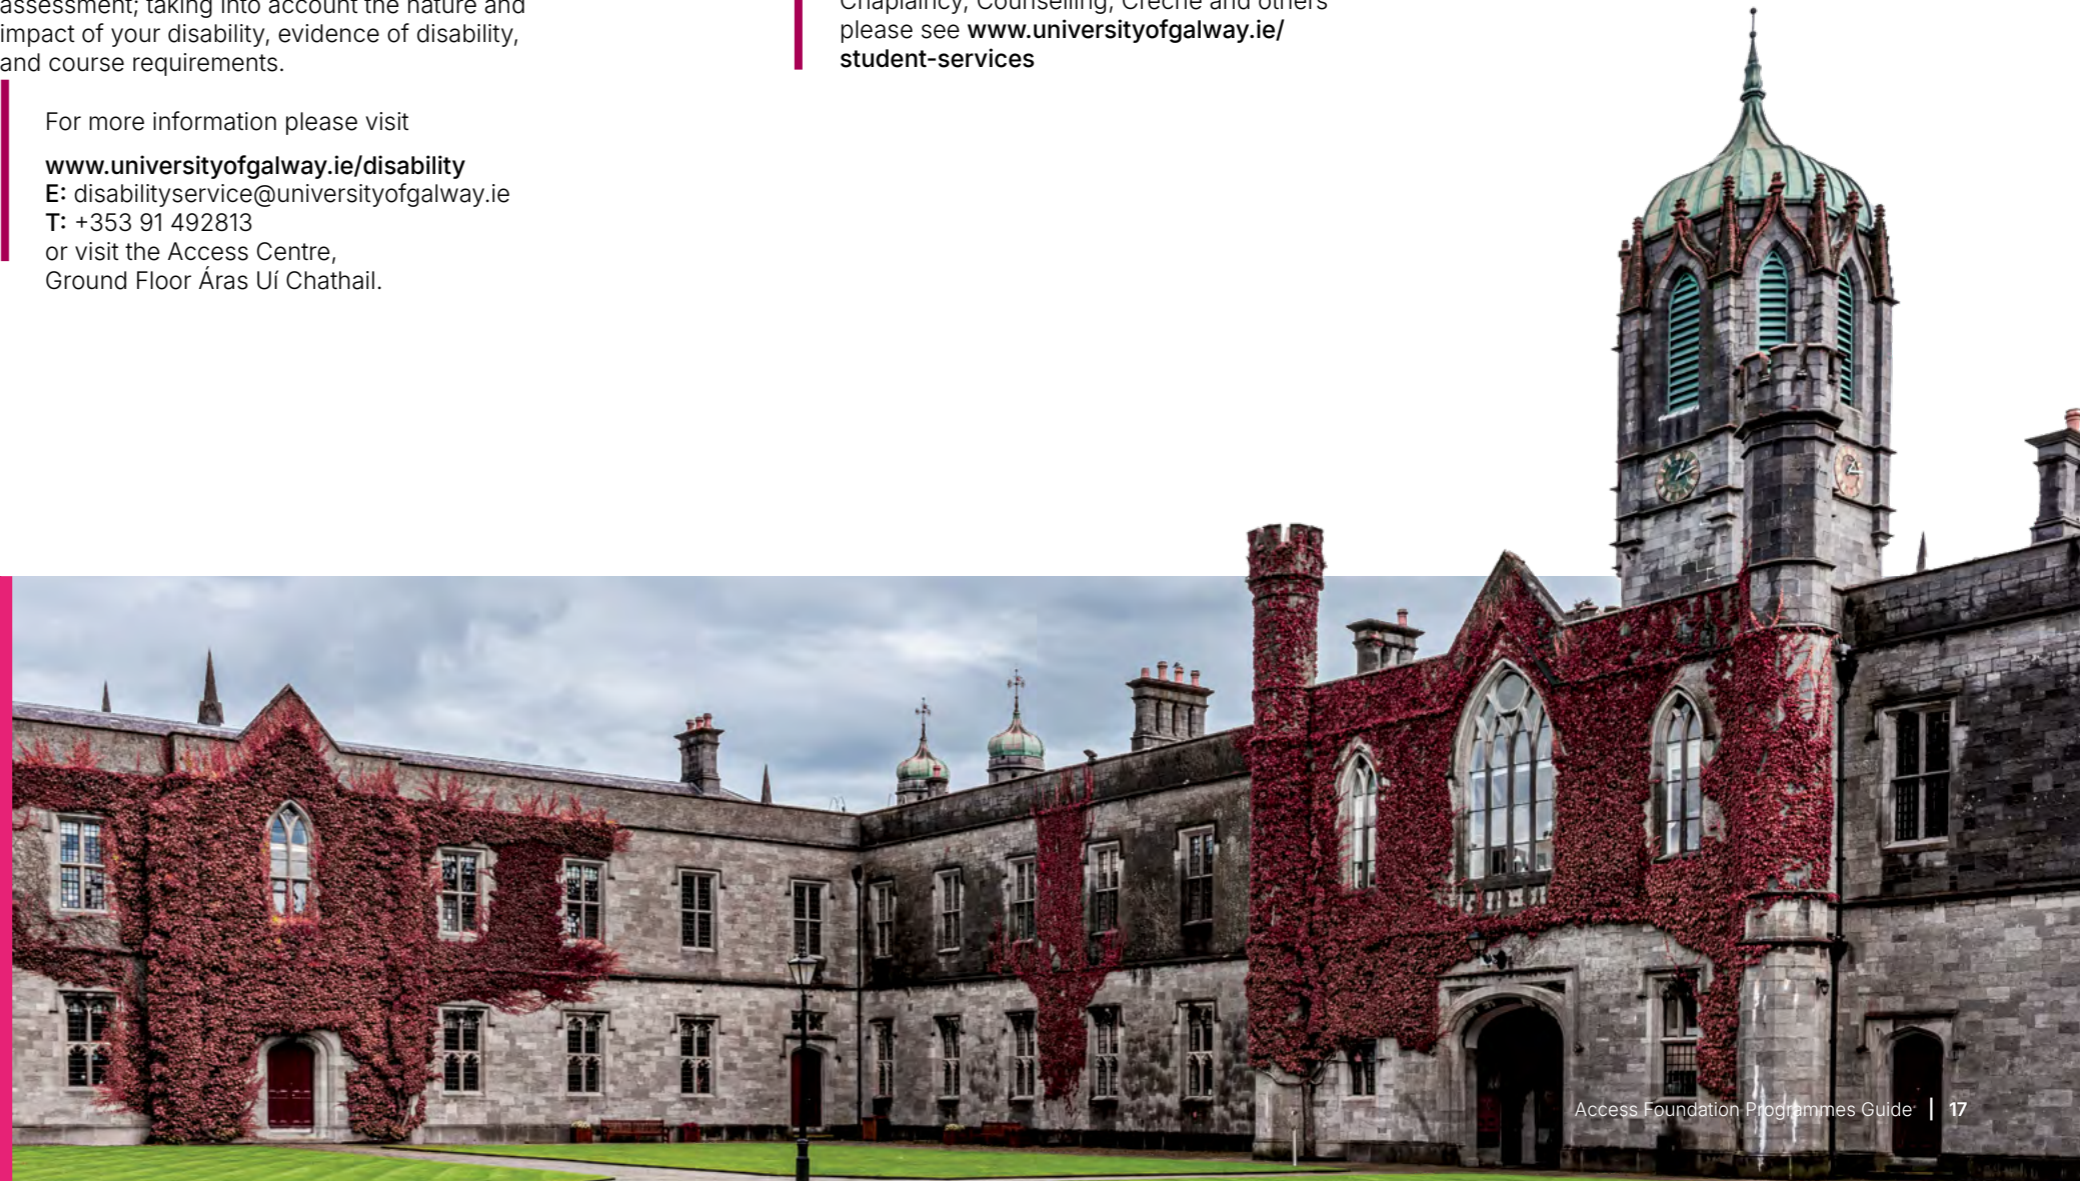 assessment; taking into account the nature and
impact of your disability, evidence of disability,
and course requirements.
For more information please visit
www.universityofgalway.ie/disability
E: disabilityservice@universityofgalway.ie
T: +353 91 492813
or visit the Access Centre,
Ground Floor Áras Uí Chathail.
Chaplaincy, Counselling, Creche and others
please see www.universityofgalway.ie/
student-services
Access Foundation Programmes Guide | 17